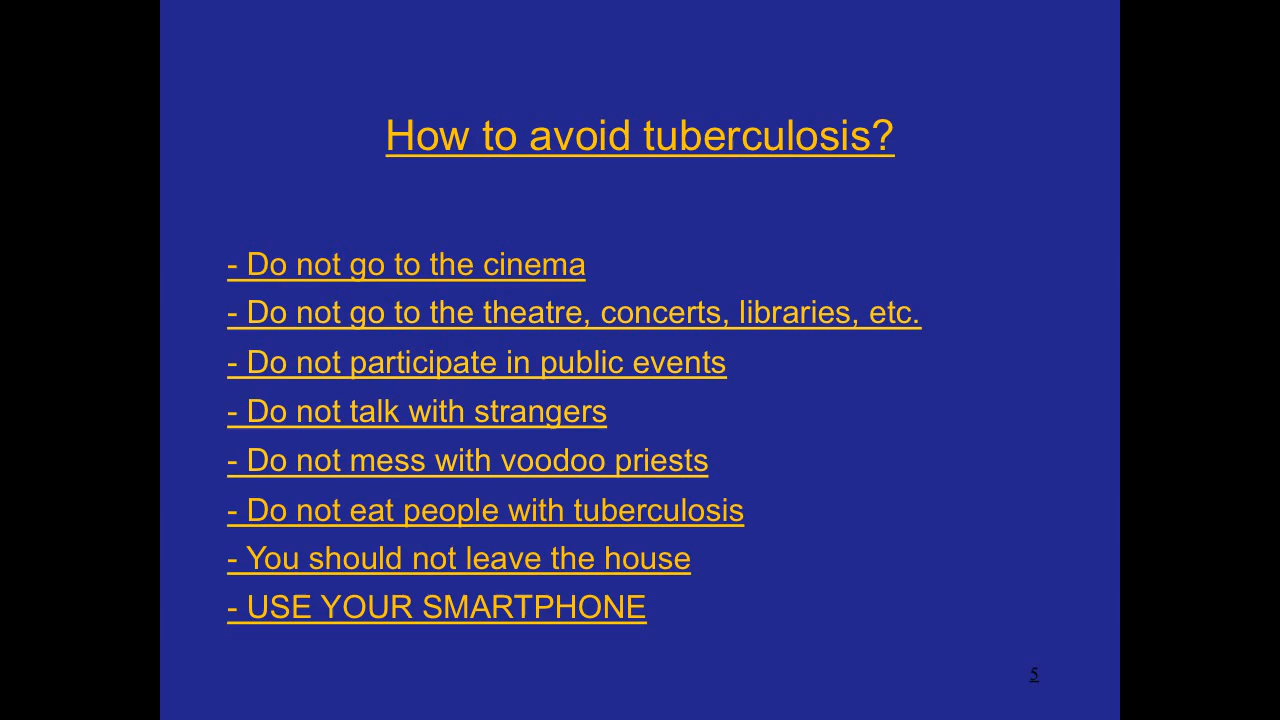 How to avoid tuberculosis?
- Do not go to the cinema
- Do not go to the theatre, concerts, libraries, etc.
- Do not participate in public events
- Do not talk with strangers
- Do not mess with voodoo priests
- Do not eat people with tuberculosis
- You should not leave the house
- USE YOUR SMARTPHONE
5